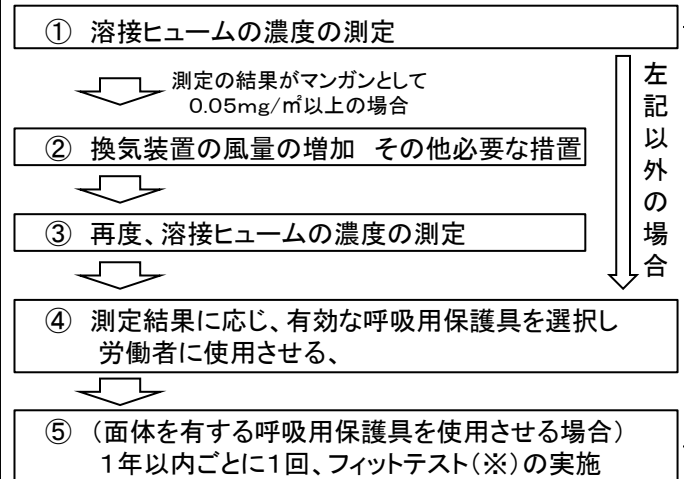 ① 溶接ヒュームの濃度の測定
測定の結果がマンガンとして
0.05mg/㎥以上の場合
左記以外の場合
② 換気装置の風量の増加 その他必要な措置
③ 再度、溶接ヒュームの濃度の測定
④ 測定結果に応じ、有効な呼吸用保護具を選択し
労働者に使用させる、
⑤ (面体を有する呼吸用保護具を使用させる場合)
1年以内ごとに1回、フィットテスト(※)の実施